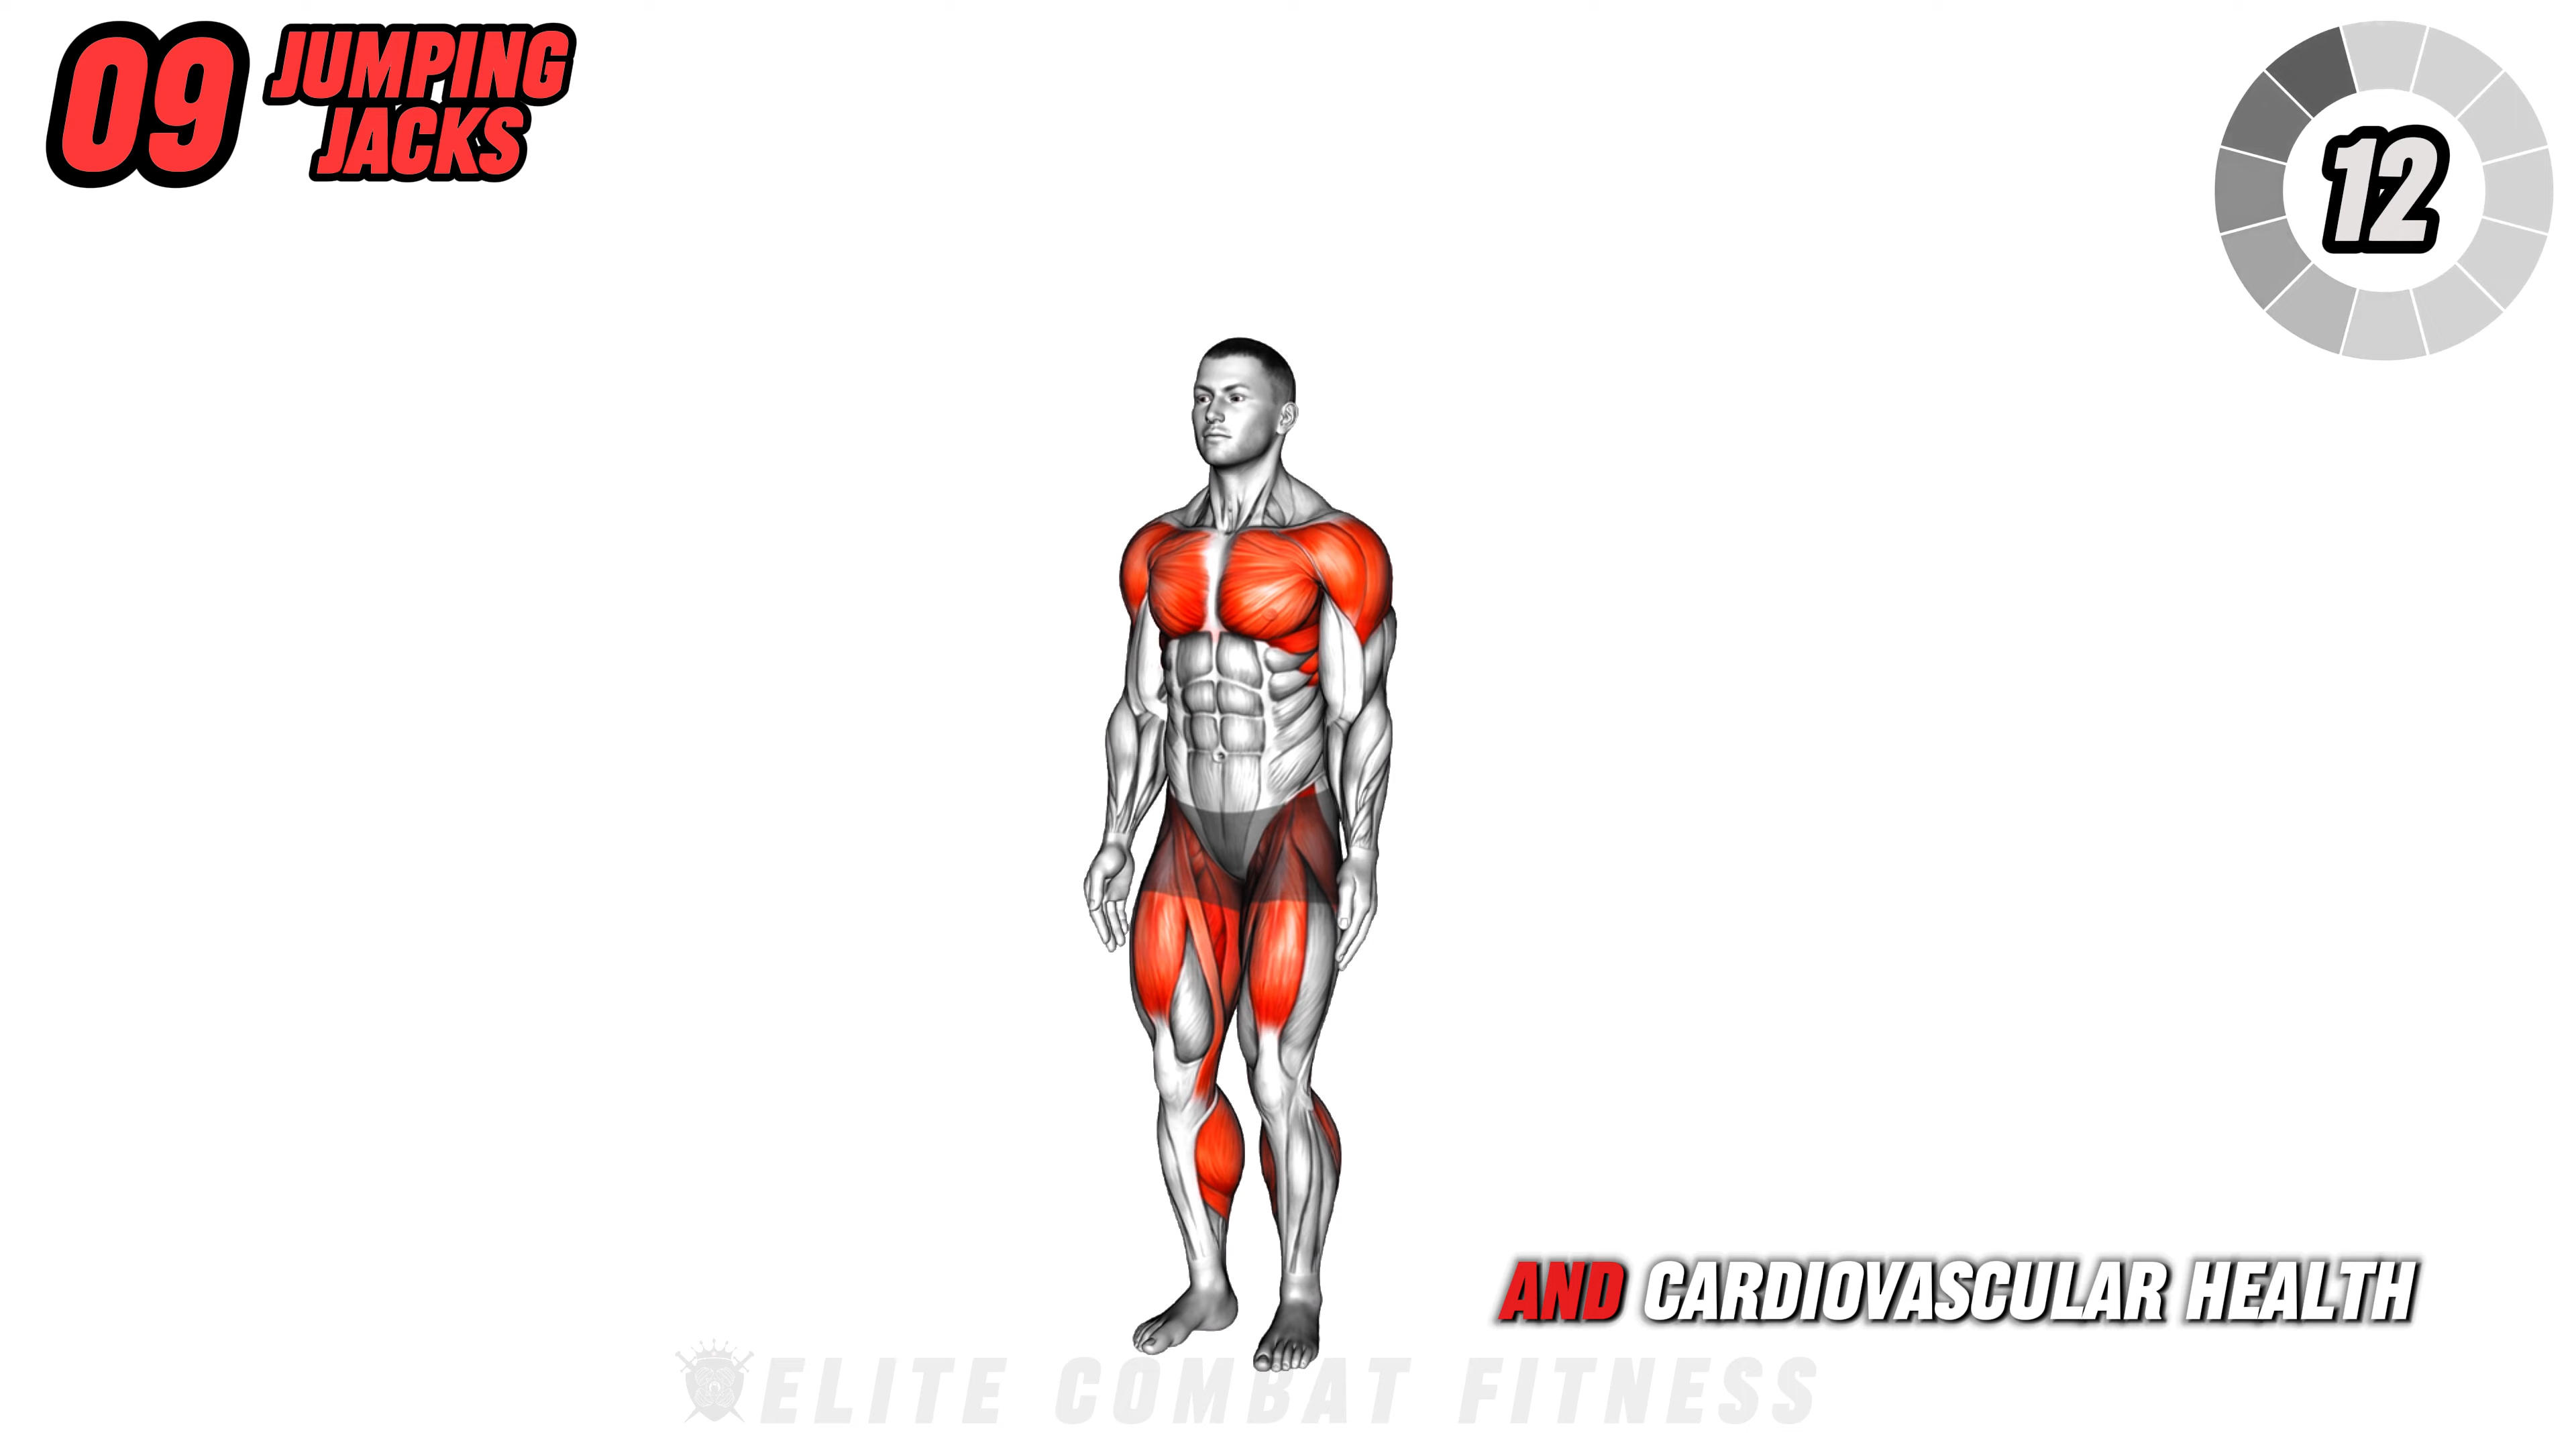 09
JUMPING
JACKS
12
AND CARDIOVASCULAR HEALTH
ELITE COMBAT FITNESS